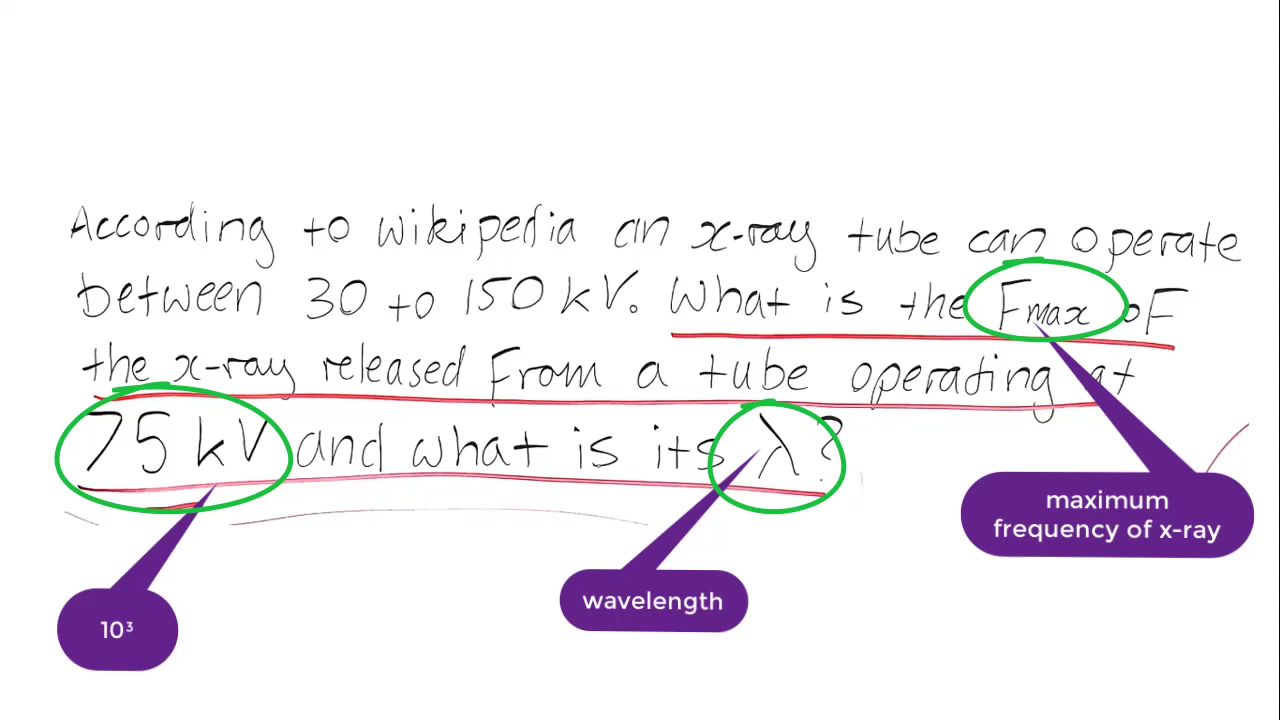 According to wikipedia an x-ray tube can operate
between 30 to 150 kV. What is the Fmax of
the x-ray released From a tube operating at
75 kV and what is its λ?
maximum
frequency of x-ray
wavelength
10³